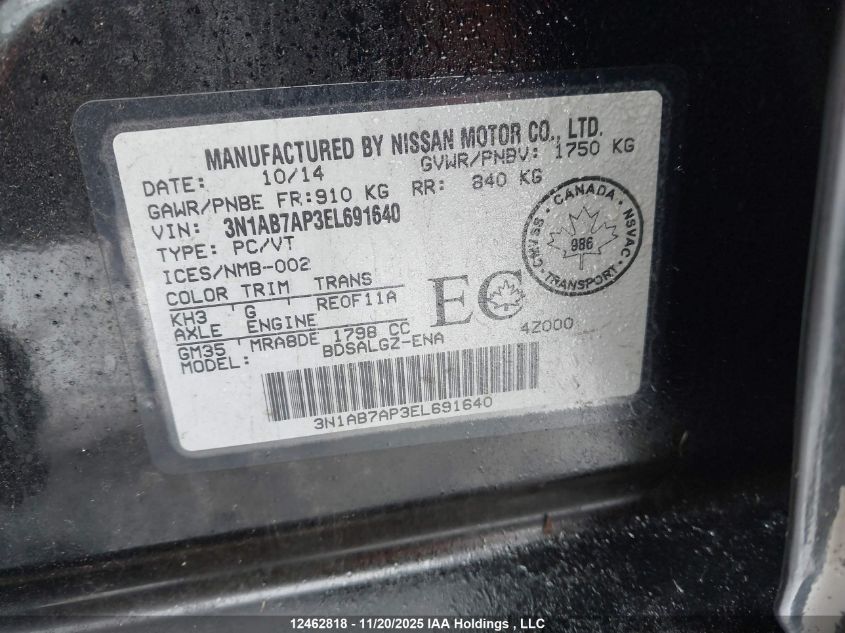 MANUFACTURED BY NISSAN MOTOR CO., LTD.
DATE: 10/14 GVWR/PNBV: 1750 KG
GAWR/PNBE FR:910 KG RR: 840 KG
VIN: 3N1AB7AP3EL691640
TYPE: PC/VT
ICES/NMB-002
COLOR TRIM TRANS
KH3 G RE0F11A
AXLE ENGINE
GM35 MRA8DE 1798 CC
MODEL: BDSALGZ-ENA
EC
4Z000
CMVSS · CANADA · NSVAC
986
TRANSPORT
3N1AB7AP3EL691640
12462818 - 11/20/2025 IAA Holdings , LLC